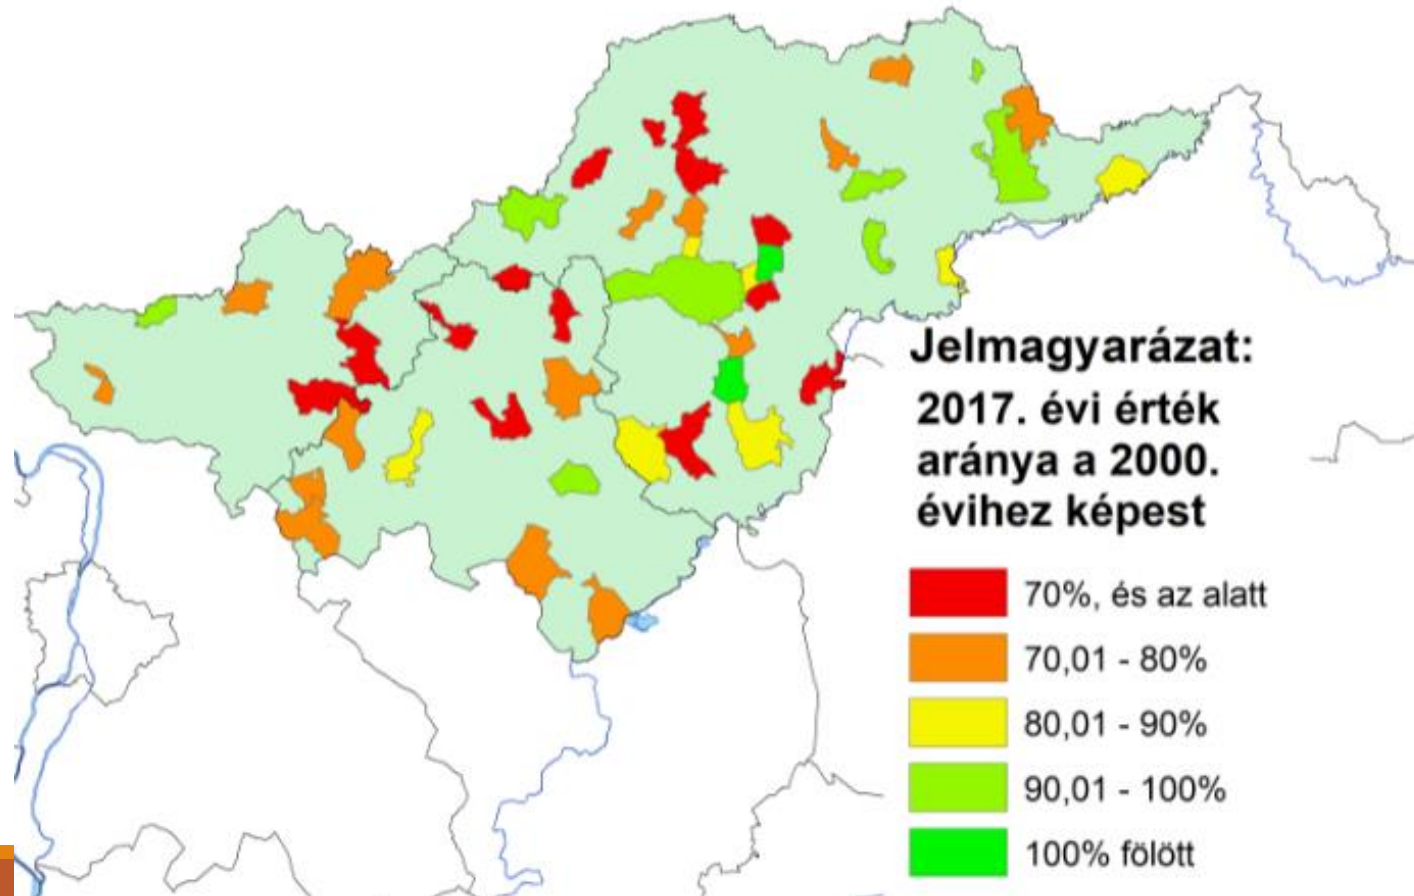 Jelmagyarázat:
2017. évi érték
aránya a 2000.
évihez képest
70%, és az alatt
70,01 - 80%
80,01 - 90%
90,01 - 100%
100% fölött